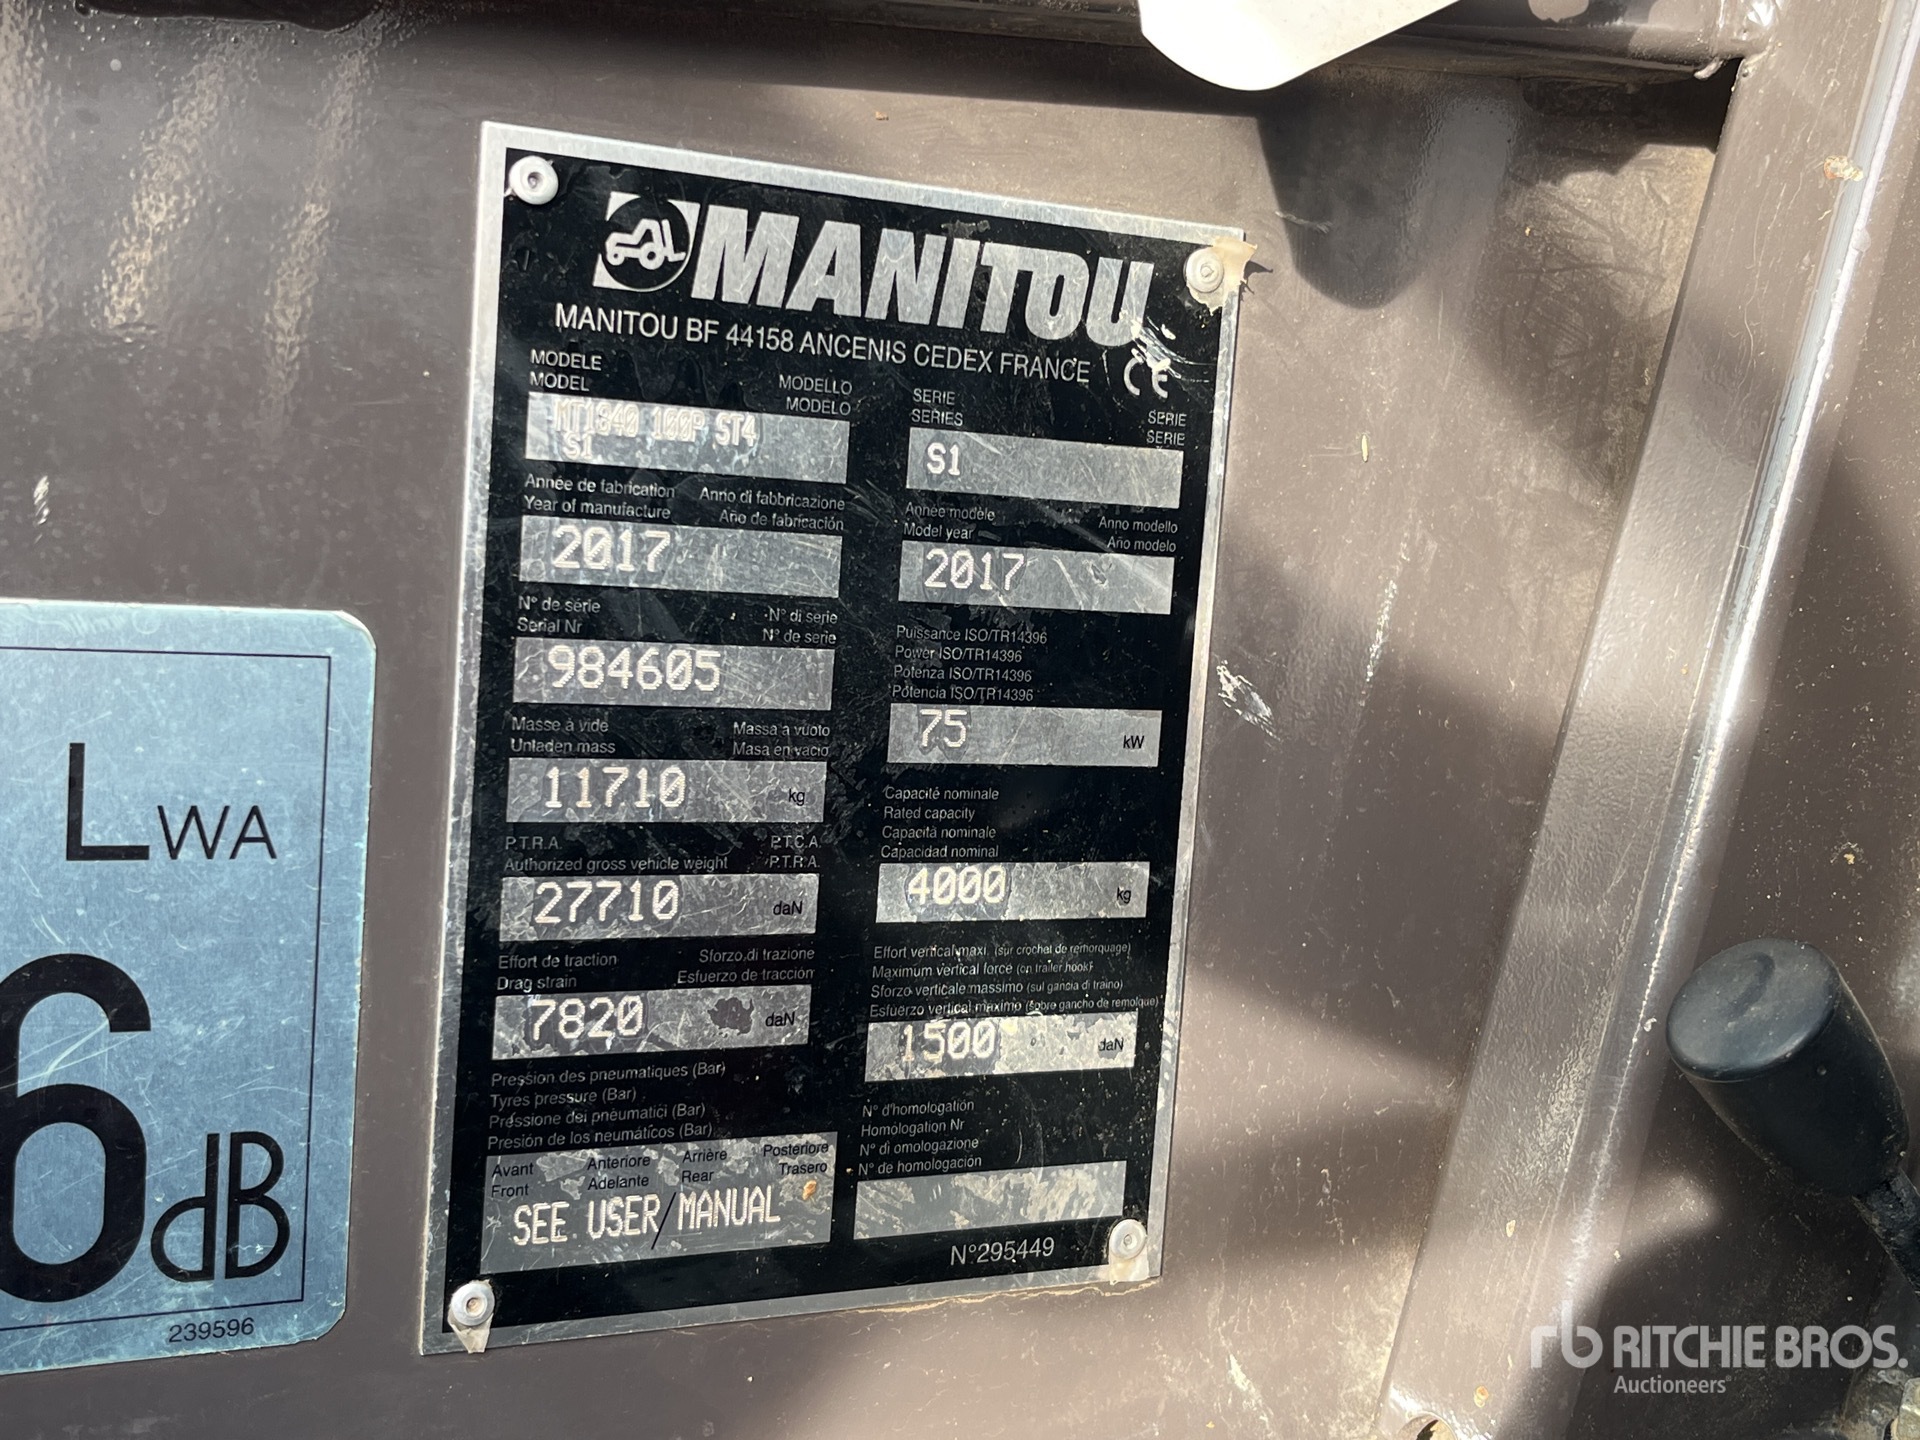 MANITOU
MANITOU BF 44158 ANCENIS CEDEX FRANCE CE
MODELE
MODEL
MODELLO
MODELO
MT1840 100P ST4
S1
SERIE
SERIES
SERIE
SERIE
S1
Année de fabrication Anno di fabbricazione
Year of manufacture Año de fabricación
2017
Année modèle Anno modello
Model year Año modelo
2017
N° de série N° di serie
Serial Nr N° de serie
984605
Puissance ISO/TR14396
Power ISO/TR14396
Potenza ISO/TR14396
Potencia ISO/TR14396
75 kW
Masse à vide Massa a vuoto
Unladen mass Masa en vacio
11710 kg
Capacité nominale
Rated capacity
Capacità nominale
Capacidad nominal
4000 kg
P.T.R.A. P.T.C.A.
Authorized gross vehicle weight P.T.R.A.
27710 daN
Effort vertical maxi. (sur crochet de remorquage)
Maximum vertical force (on trailer hook)
Sforzo verticale massimo (sul gancia di traino)
Esfuerzo vertical maximo (sobre gancho de remolque)
1500 daN
Effort de traction Sforzo di trazione
Drag strain Esfuerzo de tracción
7820 daN
Pression des pneumatiques (Bar)
Tyres pressure (Bar)
Pressione dei pneumatici (Bar)
Presión de los neumáticos (Bar)
Avant Anteriore Arrière Posteriore
Front Adelante Rear Trasero
SEE USER/MANUAL
N° d'homologation
Homologation Nr
N° di omologazione
N° de homologación
N°295449
LWA
6dB
239596
rb RITCHIE BROS.
Auctioneers